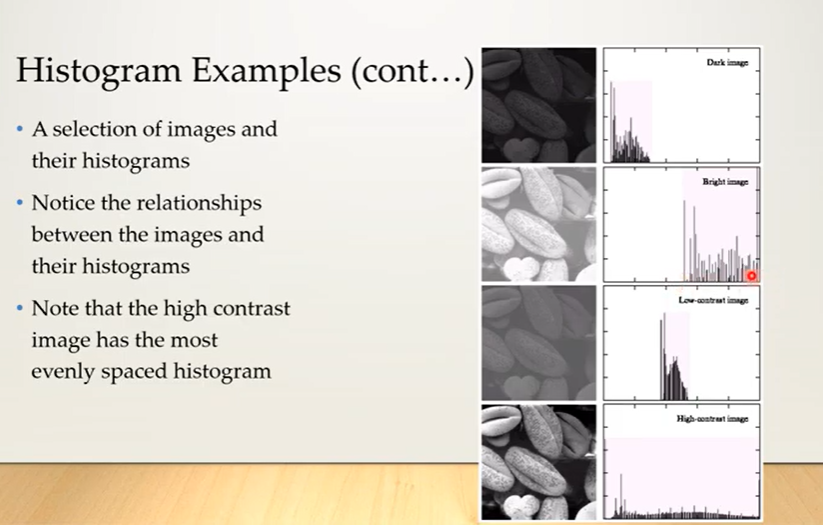 Histogram Examples (cont…)
• A selection of images and
their histograms
• Notice the relationships
between the images and
their histograms
• Note that the high contrast
image has the most
evenly spaced histogram
Dark image
Bright image
Low-contrast image
High-contrast image